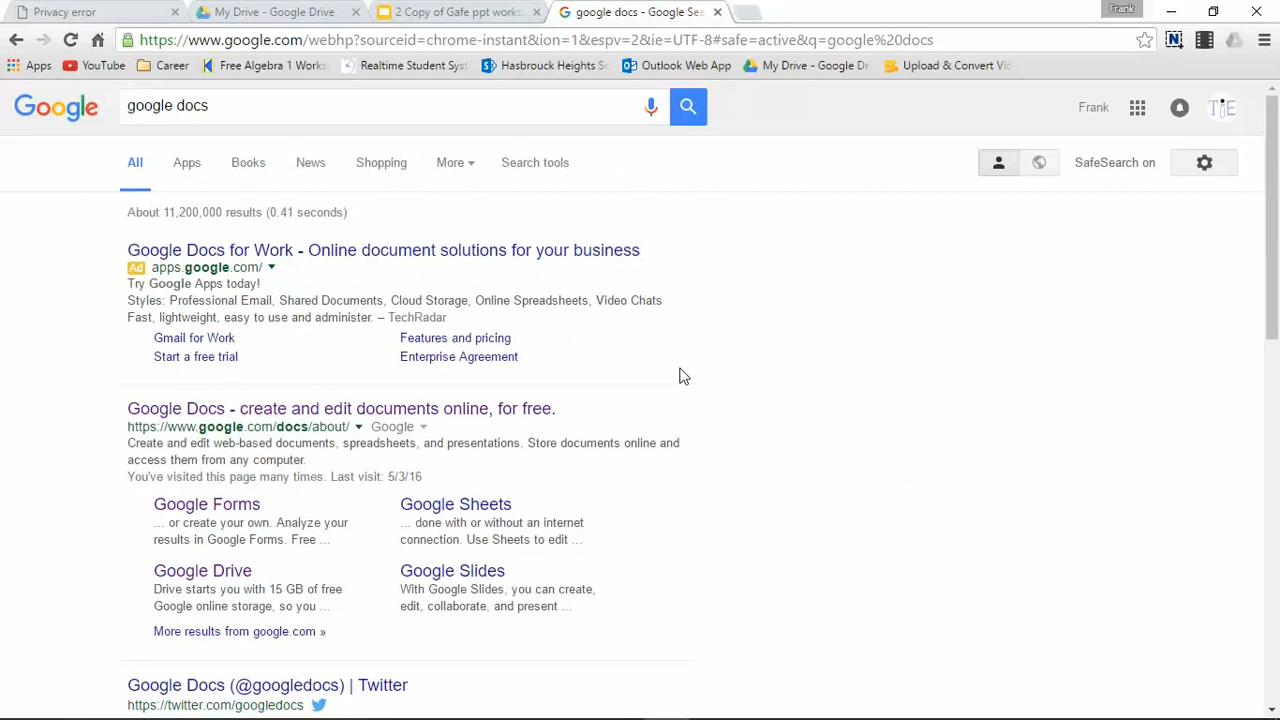 Privacy error
My Drive - Google Drive
2 Copy of Gafe ppt works
google docs - Google Sea
Frank
https://www.google.com/webhp?sourceid=chrome-instant&ion=1&espv=2&ie=UTF-8#safe=active&q=google%20docs
Apps YouTube Career Free Algebra 1 Works Realtime Student Syst Hasbrouck Heights Sc Outlook Web App My Drive - Google Dr Upload & Convert Vi
Google google docs Frank TiE
All Apps Books News Shopping More Search tools SafeSearch on
About 11,200,000 results (0.41 seconds)
Google Docs for Work - Online document solutions for your business
Ad apps.google.com/
Try Google Apps today!
Styles: Professional Email, Shared Documents, Cloud Storage, Online Spreadsheets, Video Chats
Fast, lightweight, easy to use and administer. – TechRadar
Gmail for Work Features and pricing
Start a free trial Enterprise Agreement
Google Docs - create and edit documents online, for free.
https://www.google.com/docs/about/ Google
Create and edit web-based documents, spreadsheets, and presentations. Store documents online and
access them from any computer.
You've visited this page many times. Last visit: 5/3/16
Google Forms
... or create your own. Analyze your
results in Google Forms. Free ...
Google Sheets
... done with or without an internet
connection. Use Sheets to edit ...
Google Drive
Drive starts you with 15 GB of free
Google online storage, so you ...
Google Slides
With Google Slides, you can create,
edit, collaborate, and present ...
More results from google.com »
Google Docs (@googledocs) | Twitter
https://twitter.com/googledocs